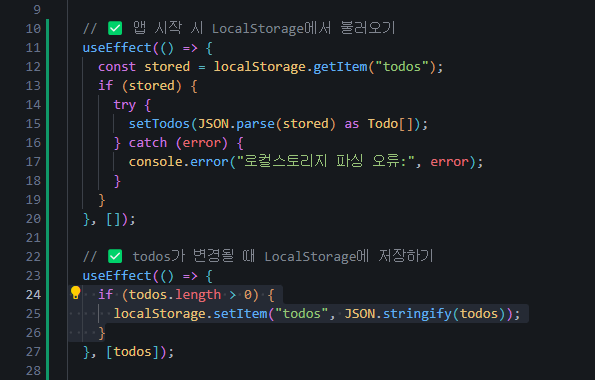 9
10 // ✅ 앱 시작 시 LocalStorage에서 불러오기
11 useEffect(() => {
12 const stored = localStorage.getItem("todos");
13 if (stored) {
14 try {
15 setTodos(JSON.parse(stored) as Todo[]);
16 } catch (error) {
17 console.error("로컬스토리지 파싱 오류:", error);
18 }
19 }
20 }, []);
21
22 // ✅ todos가 변경될 때 LocalStorage에 저장하기
23 useEffect(() => {
24 if (todos.length > 0) {
25 localStorage.setItem("todos", JSON.stringify(todos));
26 }
27 }, [todos]);
28